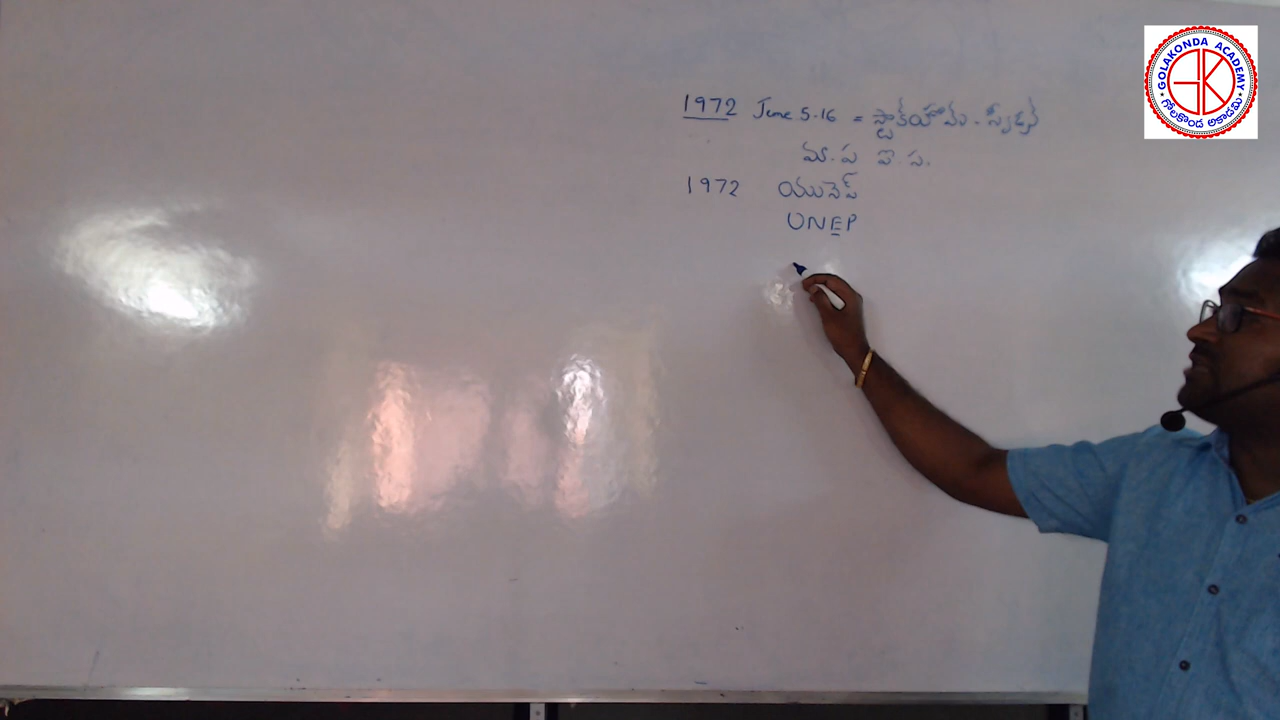 1972 June 5-16 = స్టాక్‌హోమ్ - స్వీడన్
మా. ప ఐ. స.
1972 యునెప్
UNEP
GOLAKONDA ACADEMY
గోలకొండ అకాడమి
GK